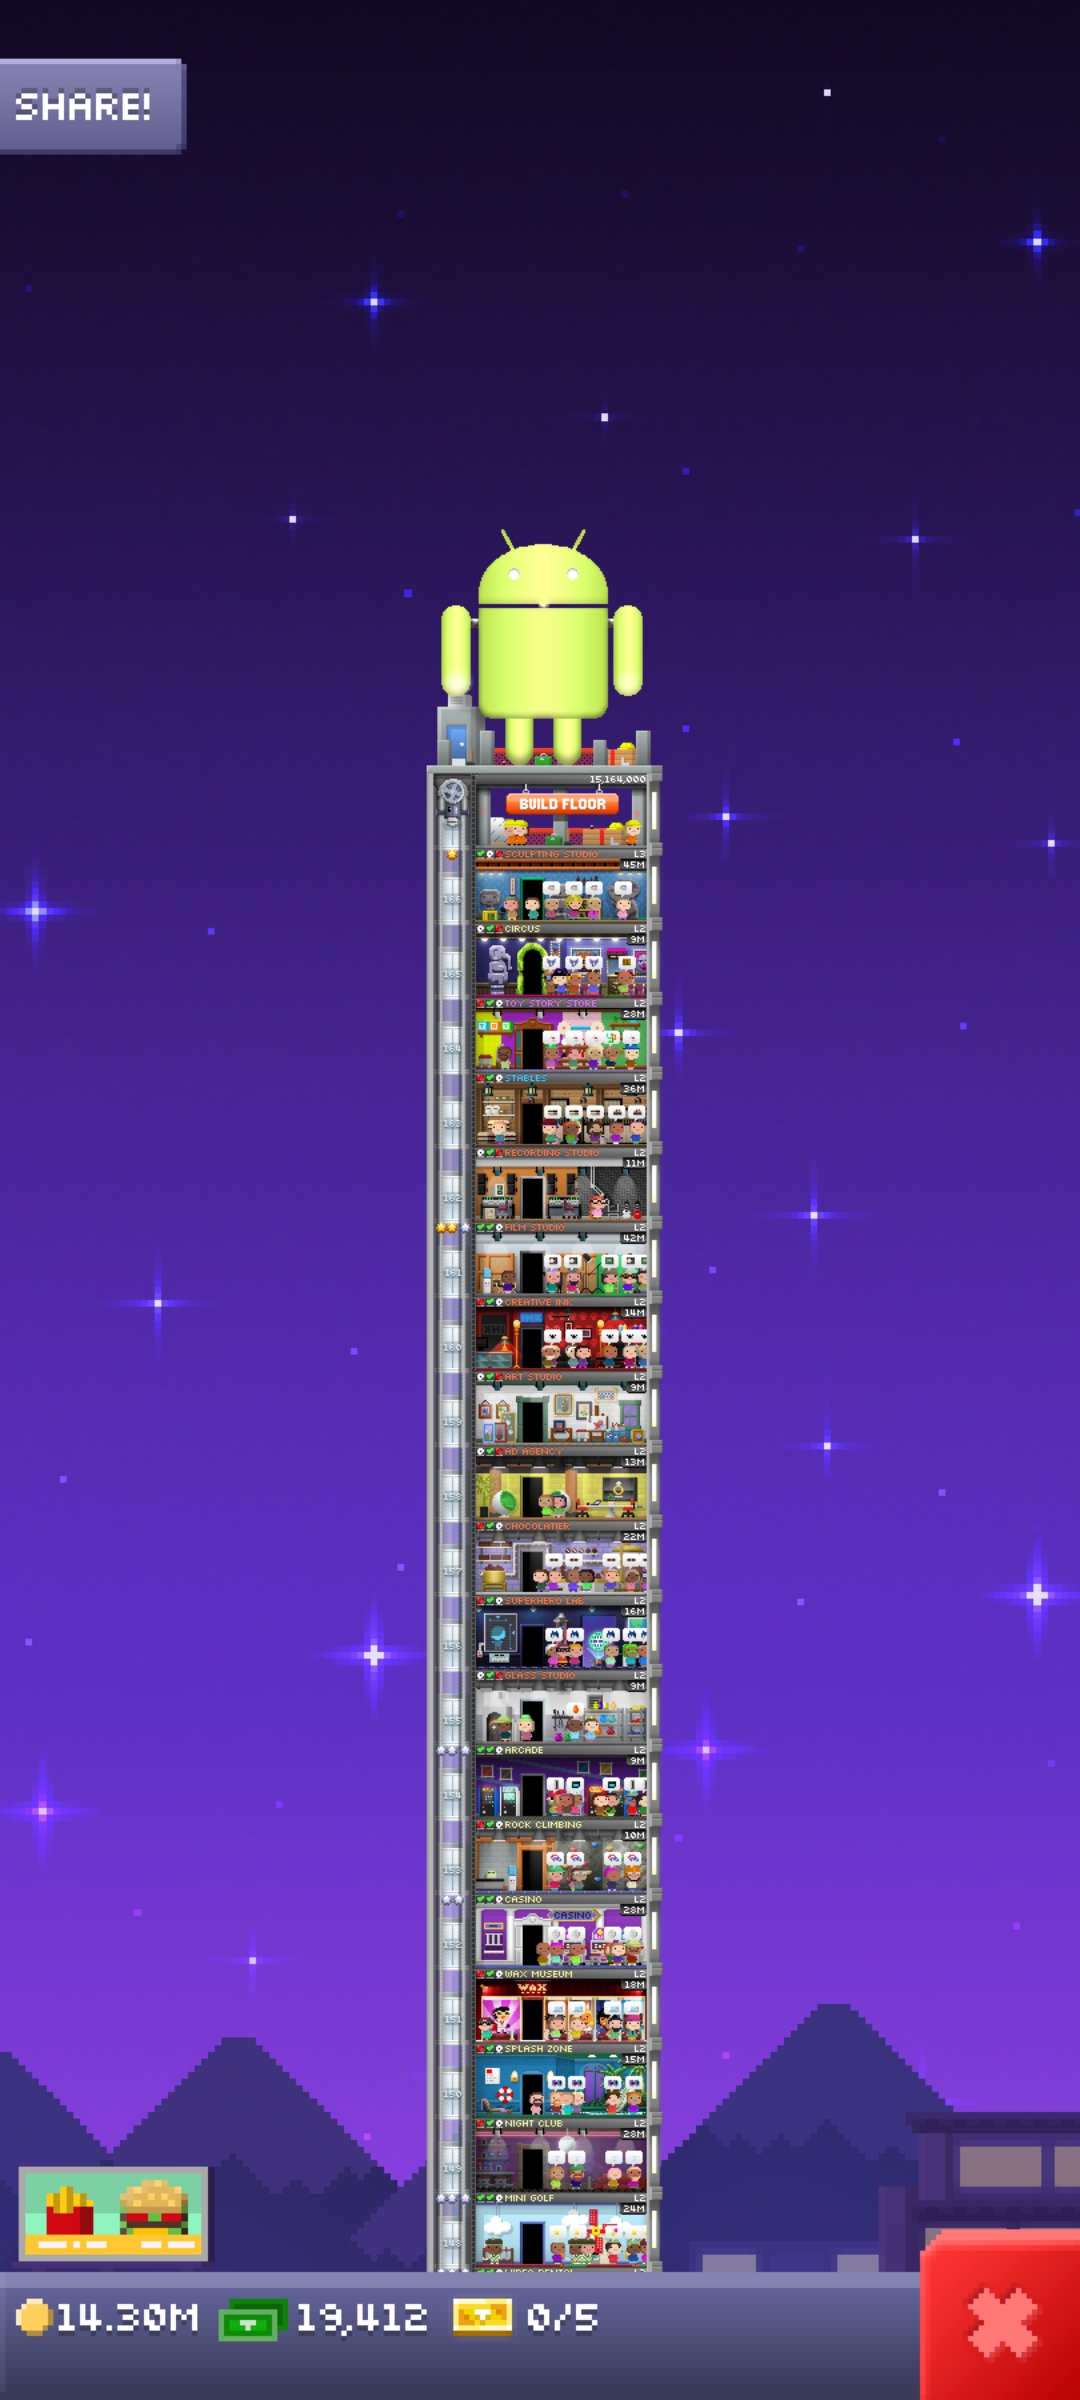 SHARE!
15,164,000
BUILD FLOOR
SCULPTING STUDIO L3
45M
166
CIRCUS L2
9M
165
TOY STORY STORE L2
28M
164
STABLES L2
36M
163
RECORDING STUDIO L2
11M
162
FILM STUDIO L2
42M
161
CREATIVE INK L2
14M
INK
160
ART STUDIO L2
9M
159
AD AGENCY L2
13M
158
CHOCOLATIER L2
22M
157
SUPERHERO LAB L2
16M
156
GLASS STUDIO L2
9M
155
ARCADE L2
9M
154
ROCK CLIMBING L2
10M
153
CASINO L2
28M
CASINO
152
WAX MUSEUM L2
18M
WAX
151
SPLASH ZONE L2
15M
150
NIGHT CLUB L2
28M
149
MINI GOLF L2
24M
148
14.30M 19,412 0/5